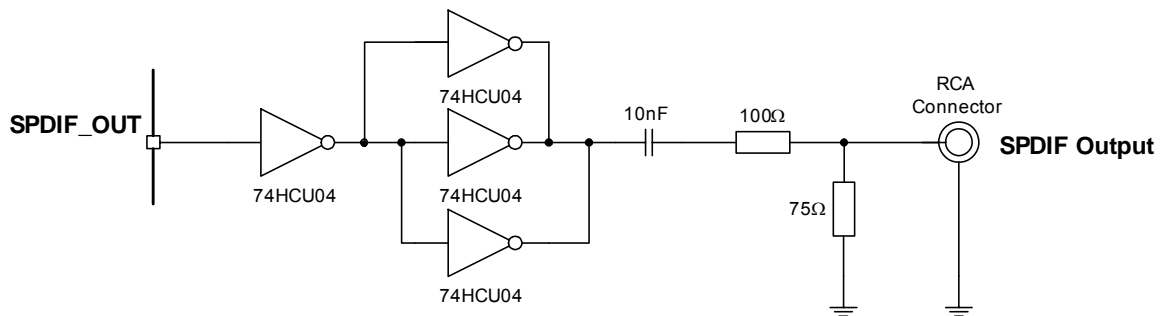 SPDIF_OUT
74HCU04
74HCU04
74HCU04
74HCU04
10nF
100Ω
75Ω
RCA
Connector
SPDIF Output